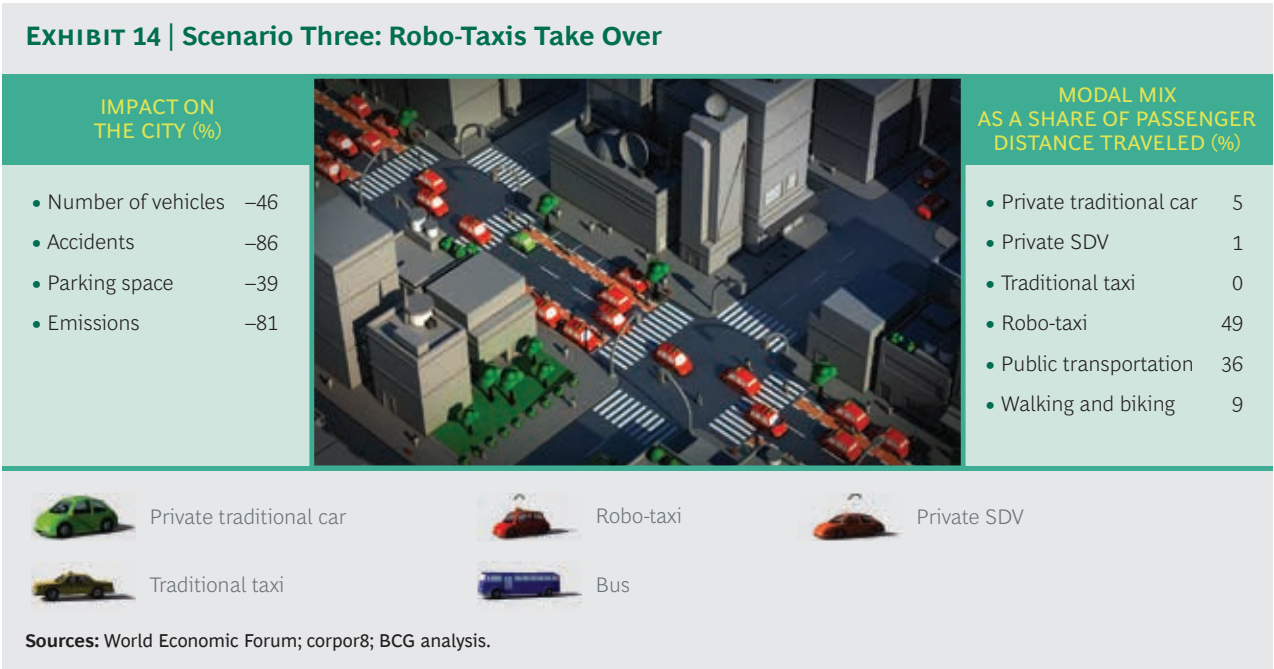 EXHIBIT 14 | Scenario Three: Robo-Taxis Take Over
IMPACT ON
THE CITY (%)
• Number of vehicles –46
• Accidents –86
• Parking space –39
• Emissions –81
MODAL MIX
AS A SHARE OF PASSENGER
DISTANCE TRAVELED (%)
• Private traditional car 5
• Private SDV 1
• Traditional taxi 0
• Robo-taxi 49
• Public transportation 36
• Walking and biking 9
Private traditional car
Robo-taxi
Private SDV
Traditional taxi
Bus
Sources: World Economic Forum; corpor8; BCG analysis.